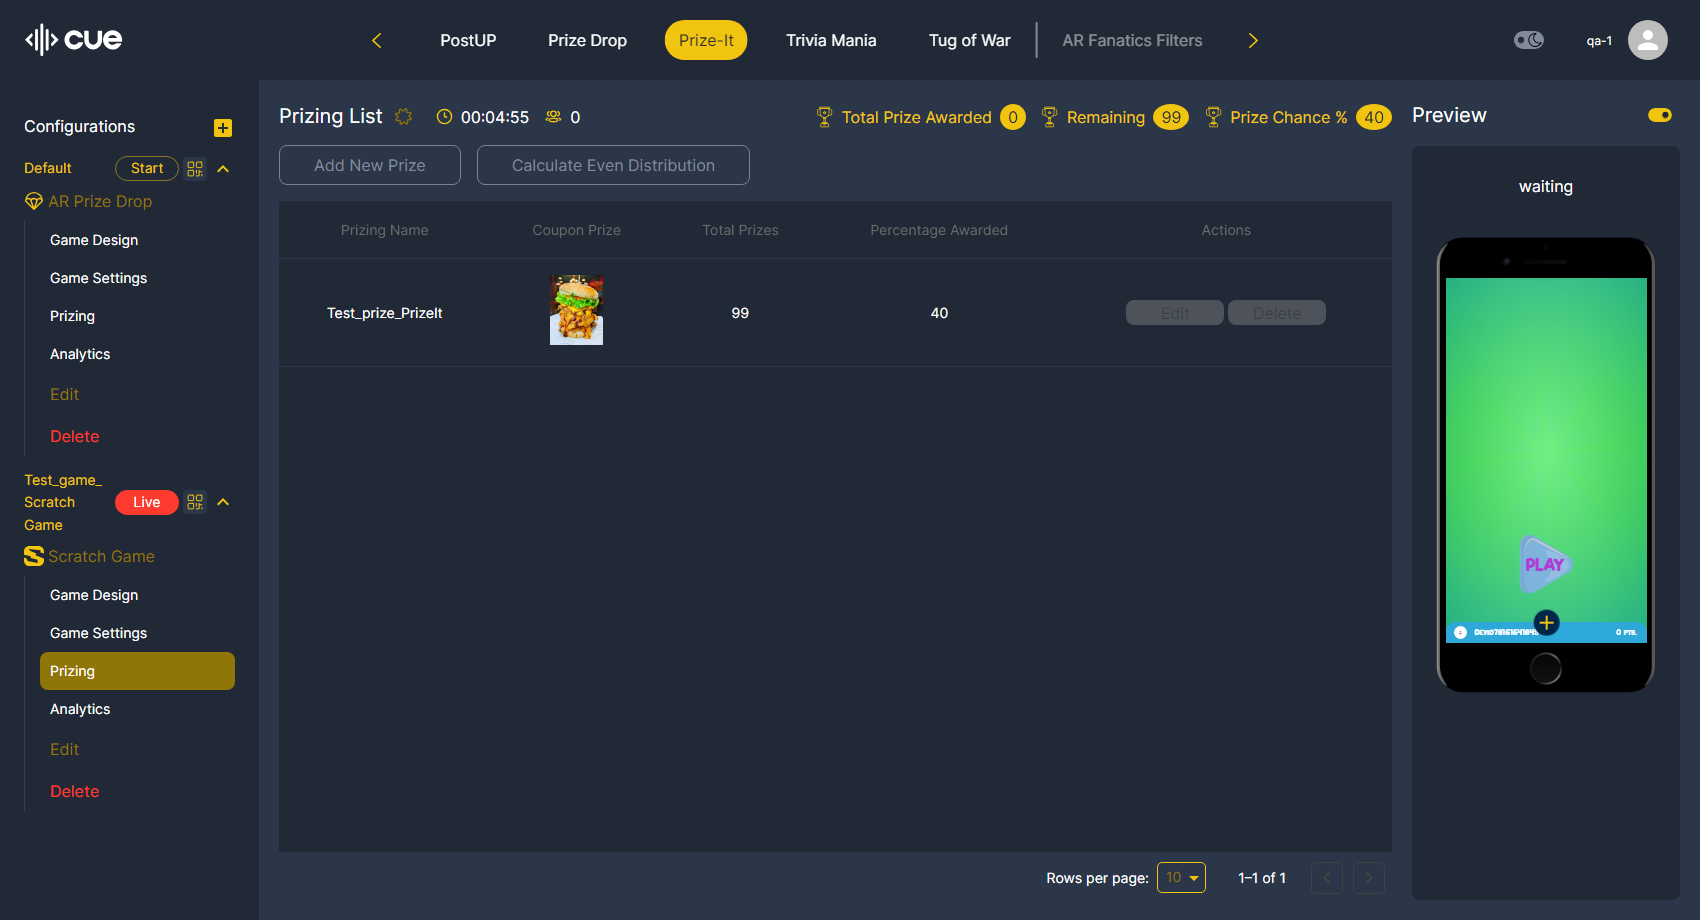 cue
PostUP
Prize Drop
Prize-It
Trivia Mania
Tug of War
AR Fanatics Filters
qa-1
Configurations
Default
Start
AR Prize Drop
Game Design
Game Settings
Prizing
Analytics
Edit
Delete
Test_game_
Scratch
Game
Live
Scratch Game
Game Design
Game Settings
Prizing
Analytics
Edit
Delete
Prizing List
00:04:55
0
Total Prize Awarded 0
Remaining 99
Prize Chance % 40
Add New Prize
Calculate Even Distribution
Prizing Name
Coupon Prize
Total Prizes
Percentage Awarded
Actions
Test_prize_PrizeIt
99
40
Edit
Delete
Rows per page:
10
1–1 of 1
Preview
waiting
PLAY
0 PTS.